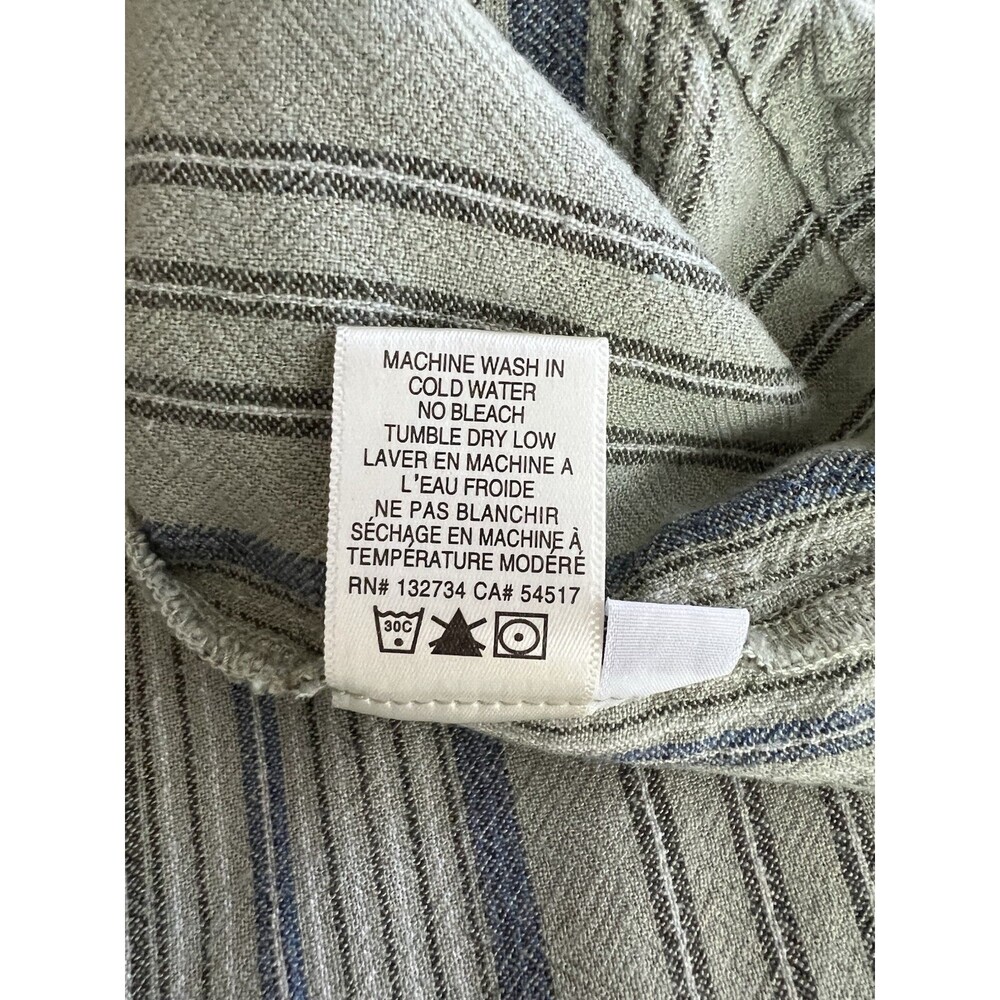 MACHINE WASH IN
COLD WATER
NO BLEACH
TUMBLE DRY LOW
LAVER EN MACHINE A
L'EAU FROIDE
NE PAS BLANCHIR
SÉCHAGE EN MACHINE À
TEMPÉRATURE MODÉRÉ
RN# 132734 CA# 54517
30C